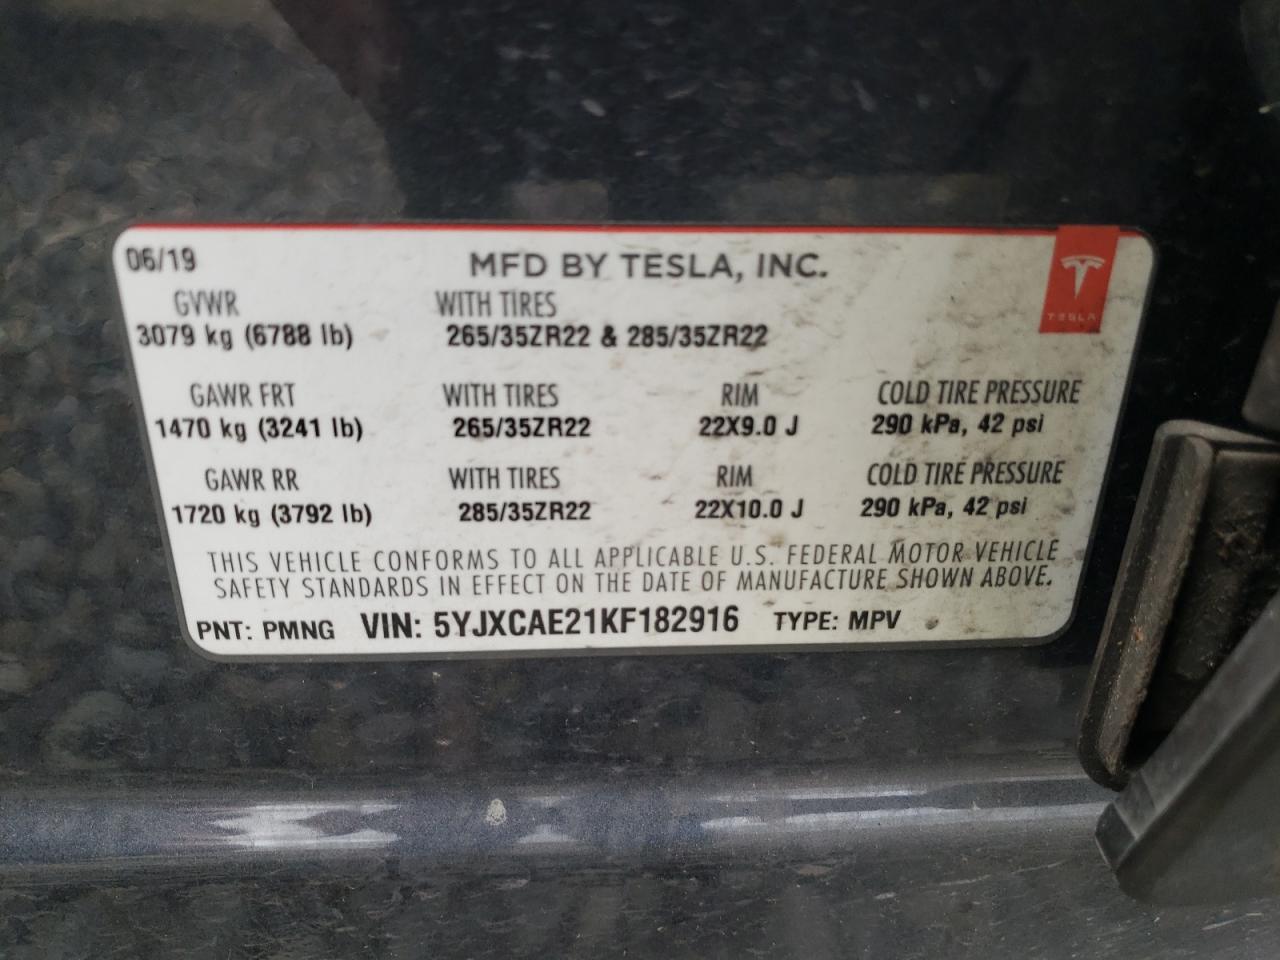 06/19 MFD BY TESLA, INC.
TESLA
GVWR WITH TIRES
3079 kg (6788 lb) 265/35ZR22 & 285/35ZR22
GAWR FRT WITH TIRES RIM COLD TIRE PRESSURE
1470 kg (3241 lb) 265/35ZR22 22X9.0 J 290 kPa, 42 psi
GAWR RR WITH TIRES RIM COLD TIRE PRESSURE
1720 kg (3792 lb) 285/35ZR22 22X10.0 J 290 kPa, 42 psi
THIS VEHICLE CONFORMS TO ALL APPLICABLE U.S. FEDERAL MOTOR VEHICLE
SAFETY STANDARDS IN EFFECT ON THE DATE OF MANUFACTURE SHOWN ABOVE.
PNT: PMNG VIN: 5YJXCAE21KF182916 TYPE: MPV